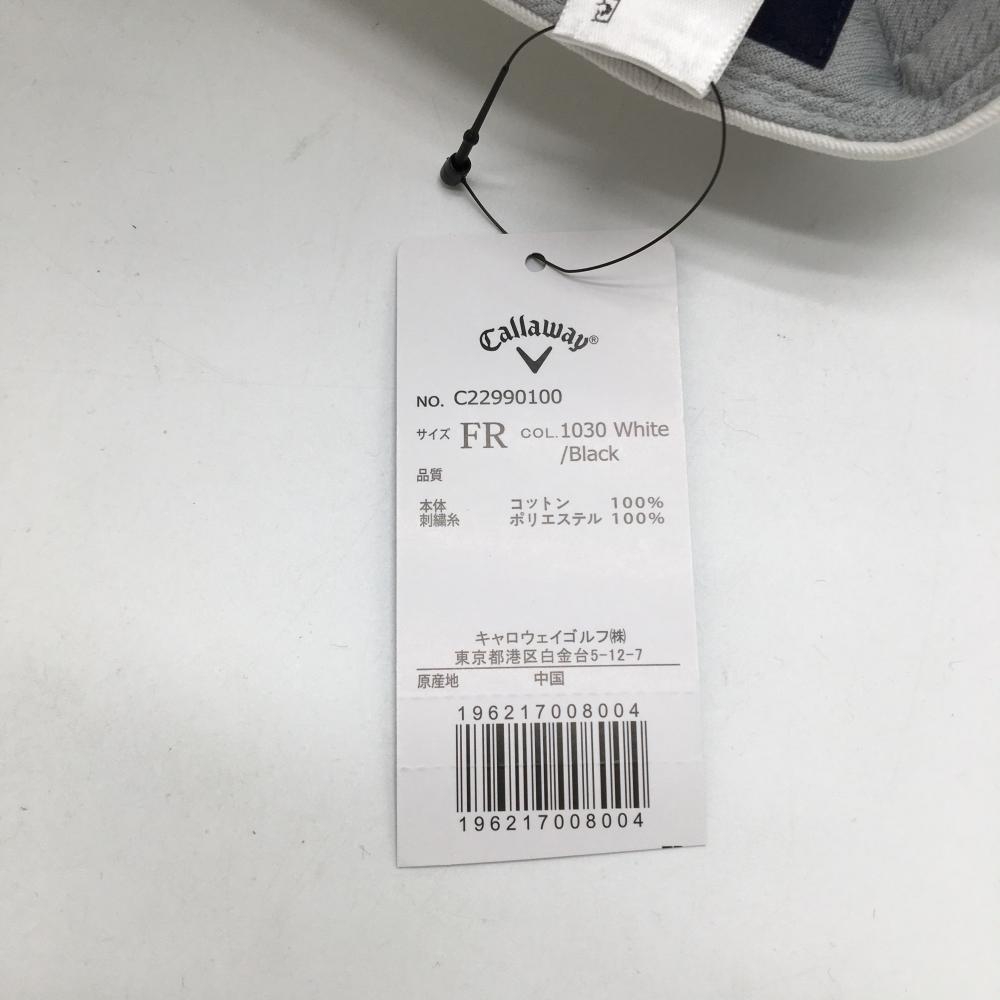 Callaway®
NO. C22990100
サイズ FR COL.1030 White
/Black
品質
本体 コットン 100%
刺繍糸 ポリエステル 100%
キャロウェイゴルフ㈱
東京都港区白金台5-12-7
原産地 中国
196217008004
196217008004